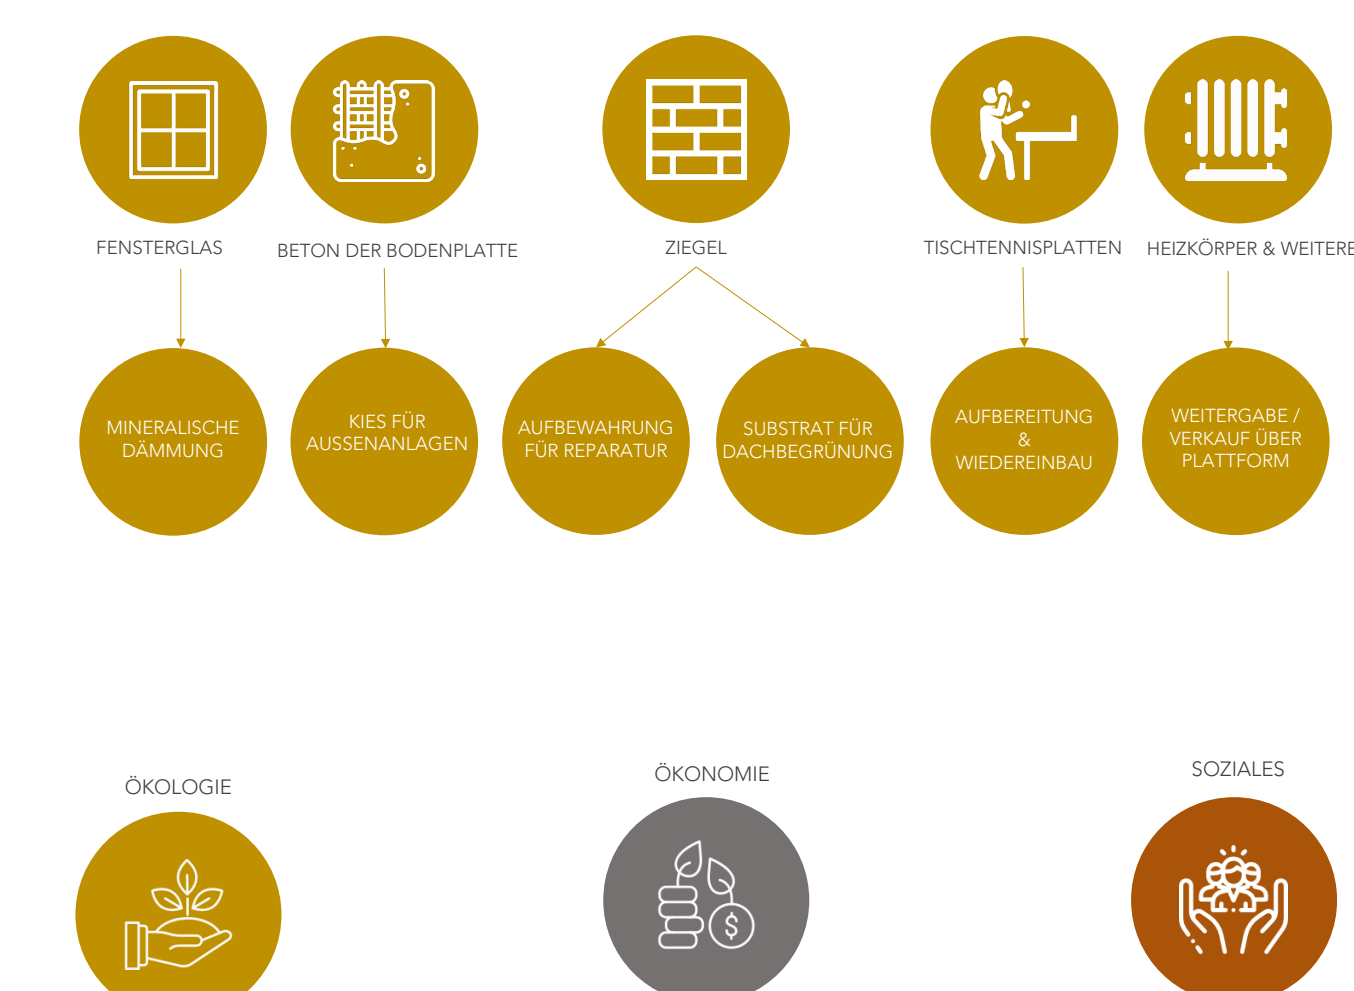 FENSTERGLAS
BETON DER BODENPLATTE
ZIEGEL
TISCHTENNISPLATTEN
HEIZKÖRPER & WEITERE
MINERALISCHE
DÄMMUNG
KIES FÜR
AUSSENANLAGEN
AUFBEWAHRUNG
FÜR REPARATUR
SUBSTRAT FÜR
DACHBEGRÜNUNG
AUFBEREITUNG
&
WIEDEREINBAU
WEITERGABE /
VERKAUF ÜBER
PLATTFORM
ÖKOLOGIE
ÖKONOMIE
$
SOZIALES